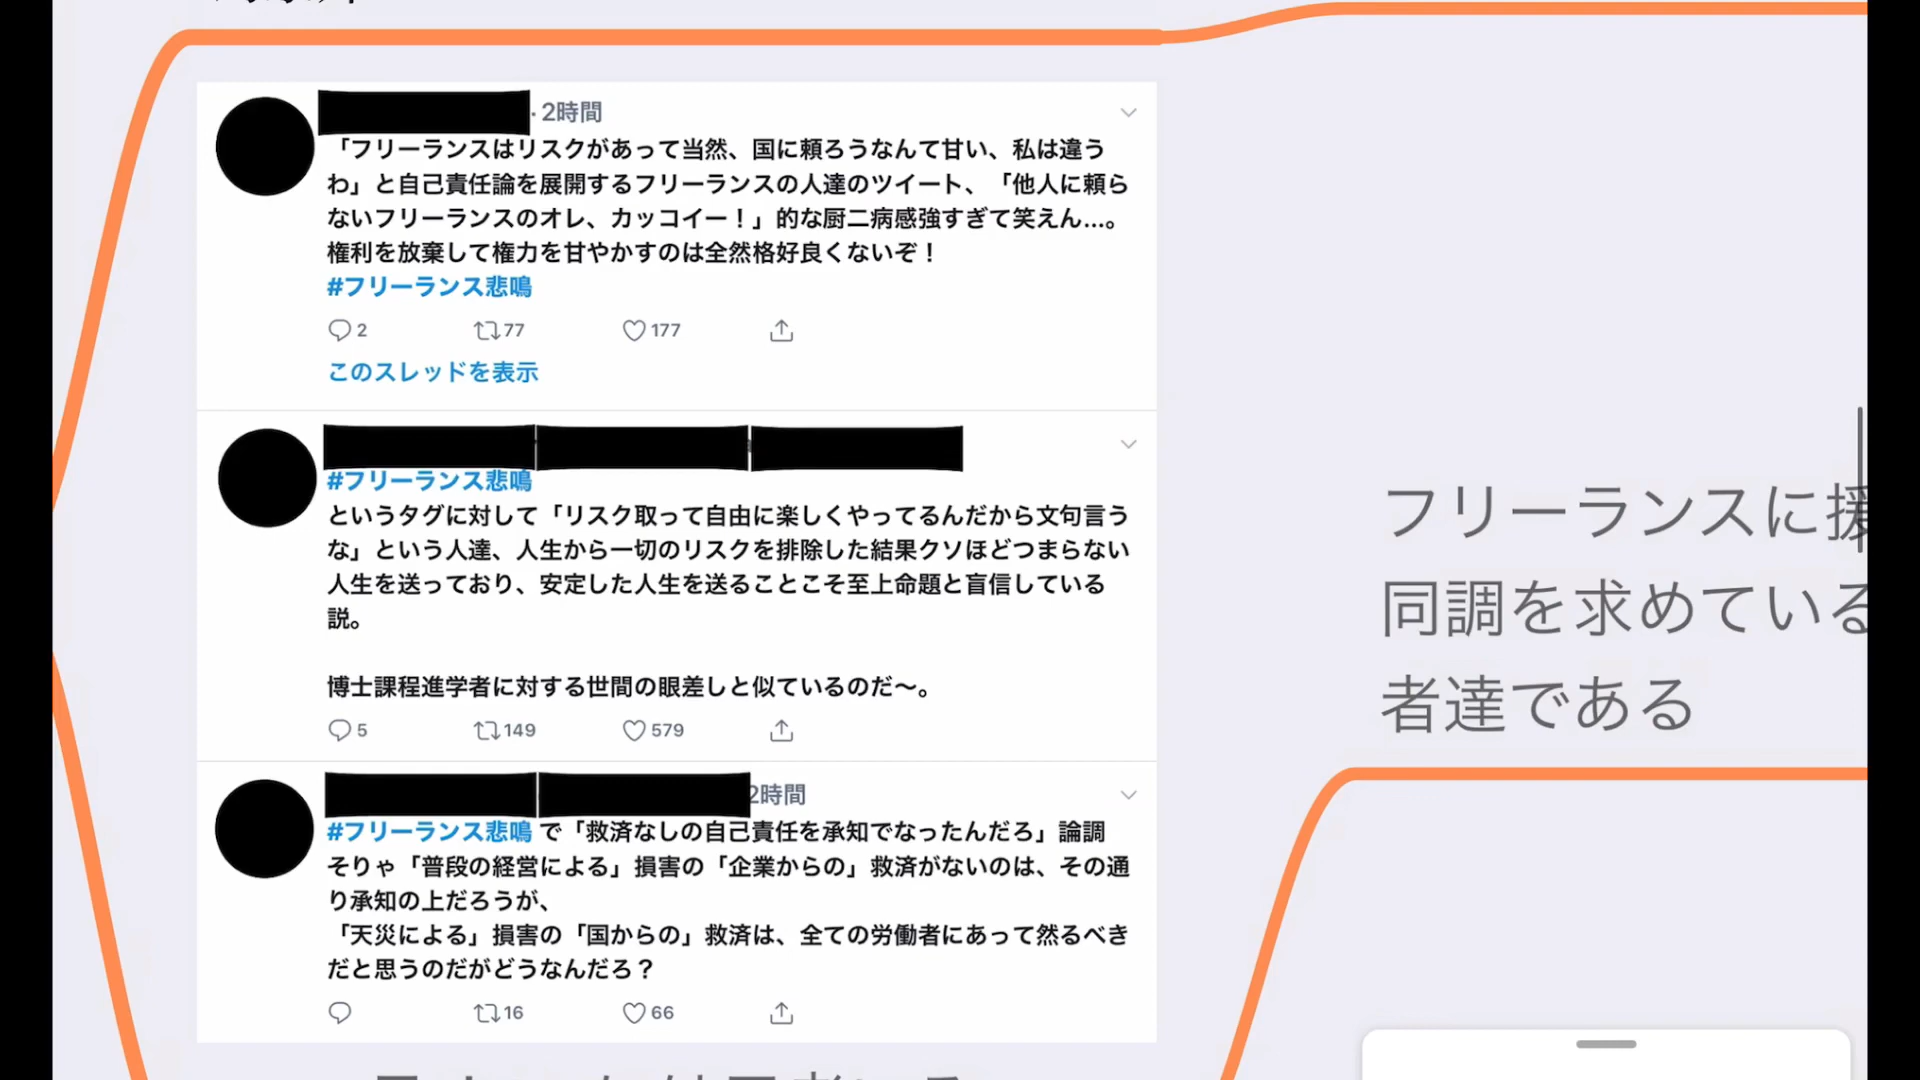 ・2時間
「フリーランスはリスクがあって当然、国に頼ろうなんて甘い、私は違う
わ」と自己責任論を展開するフリーランスの人達のツイート、「他人に頼ら
ないフリーランスのオレ、カッコイー！」的な厨二病感強すぎて笑えん…。
権利を放棄して権力を甘やかすのは全然格好良くないぞ！
#フリーランス悲鳴
2 77 177
このスレッドを表示
#フリーランス悲鳴
というタグに対して「リスク取って自由に楽しくやってるんだから文句言う
な」という人達、人生から一切のリスクを排除した結果クソほどつまらない
人生を送っており、安定した人生を送ることこそ至上命題と盲信している
説。
博士課程進学者に対する世間の眼差しと似ているのだ〜。
5 149 579
2時間
#フリーランス悲鳴 で「救済なしの自己責任を承知でなったんだろ」論調
そりゃ「普段の経営による」損害の「企業からの」救済がないのは、その通
り承知の上だろうが、
「天災による」損害の「国からの」救済は、全ての労働者にあって然るべき
だと思うのだがどうなんだろ？
16 66
フリーランスに援
同調を求めている
者達である